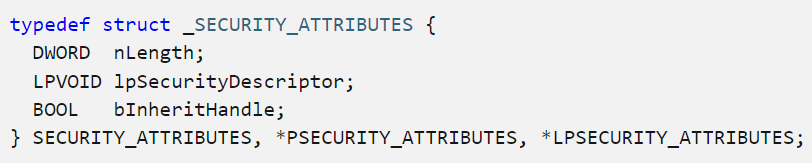 typedef struct _SECURITY_ATTRIBUTES {
  DWORD  nLength;
  LPVOID lpSecurityDescriptor;
  BOOL   bInheritHandle;
} SECURITY_ATTRIBUTES, *PSECURITY_ATTRIBUTES, *LPSECURITY_ATTRIBUTES;